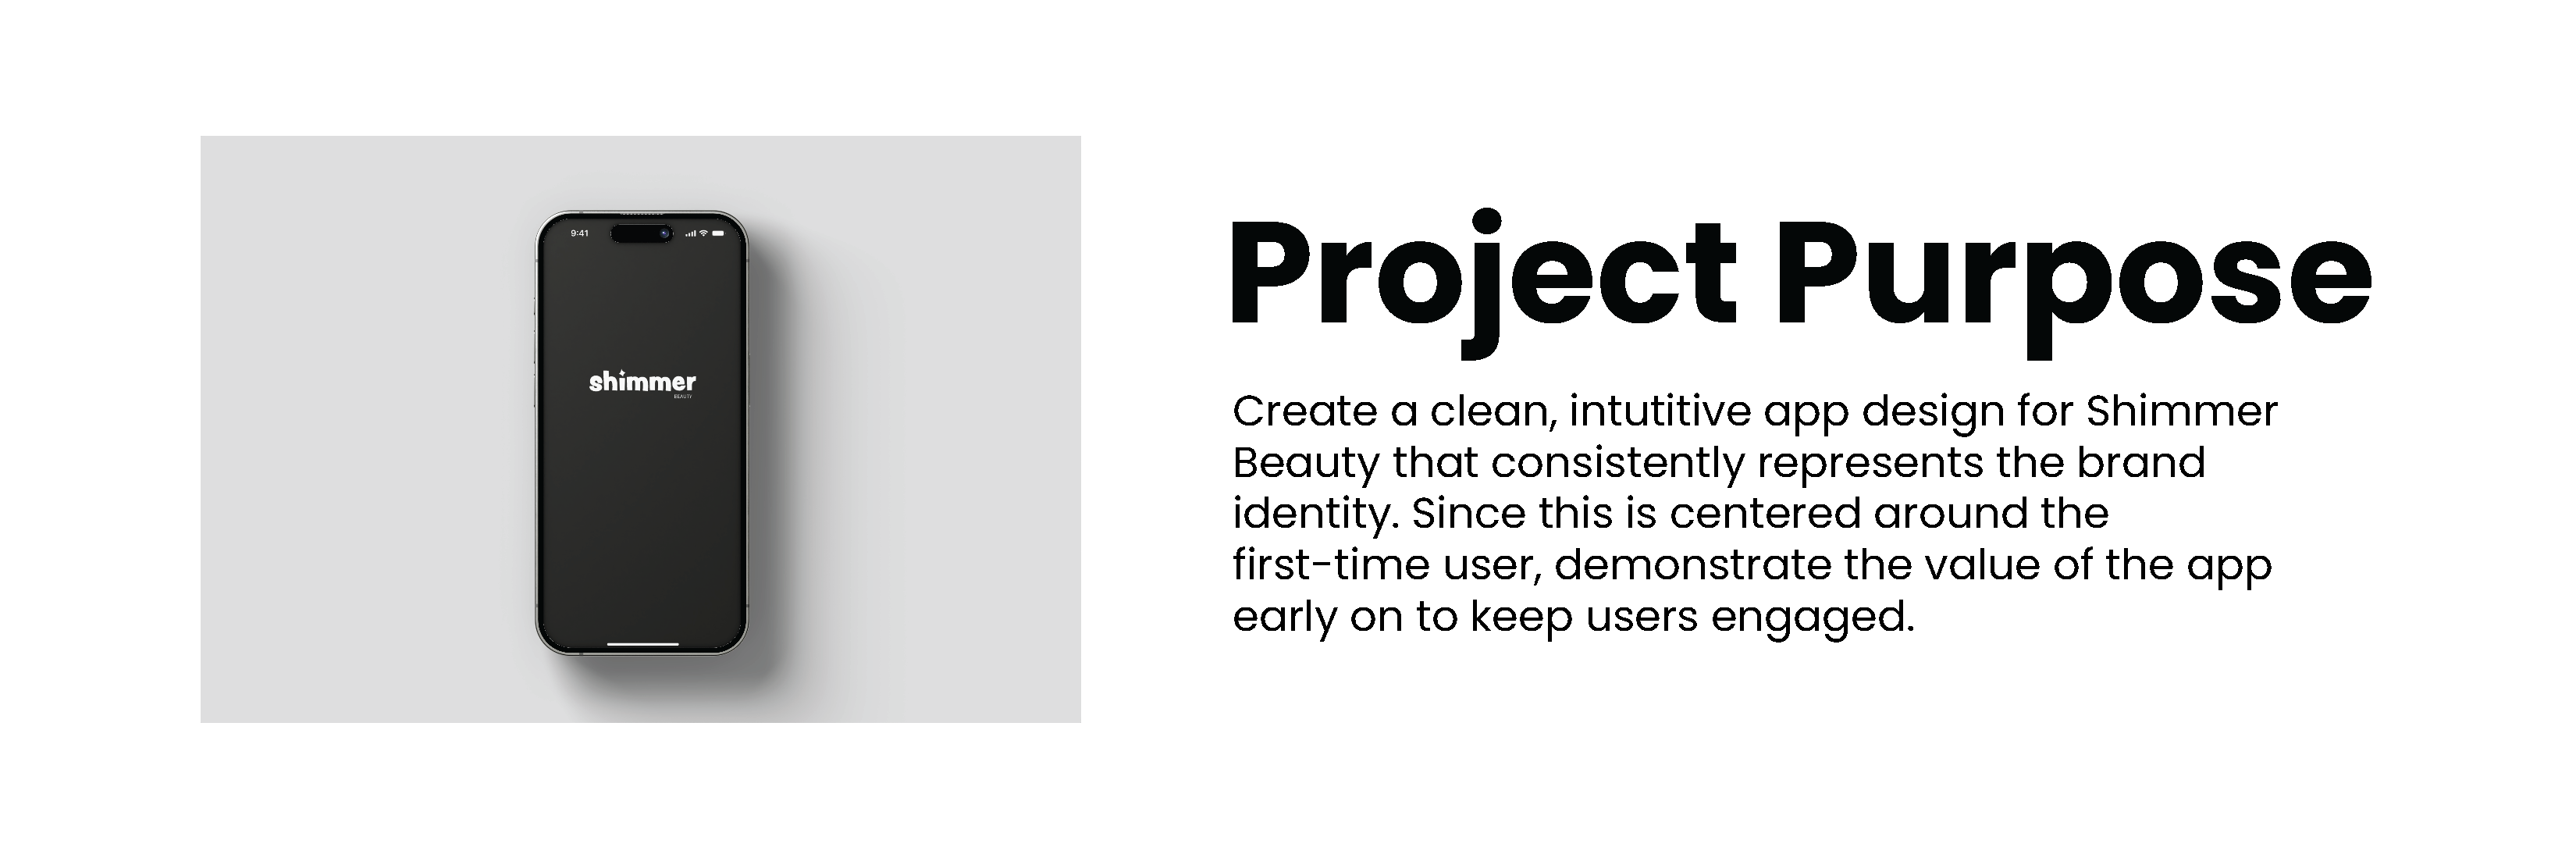 9:41
shimmer
BEAUTY
Project Purpose
Create a clean, intutitive app design for Shimmer
Beauty that consistently represents the brand
identity. Since this is centered around the
first-time user, demonstrate the value of the app
early on to keep users engaged.